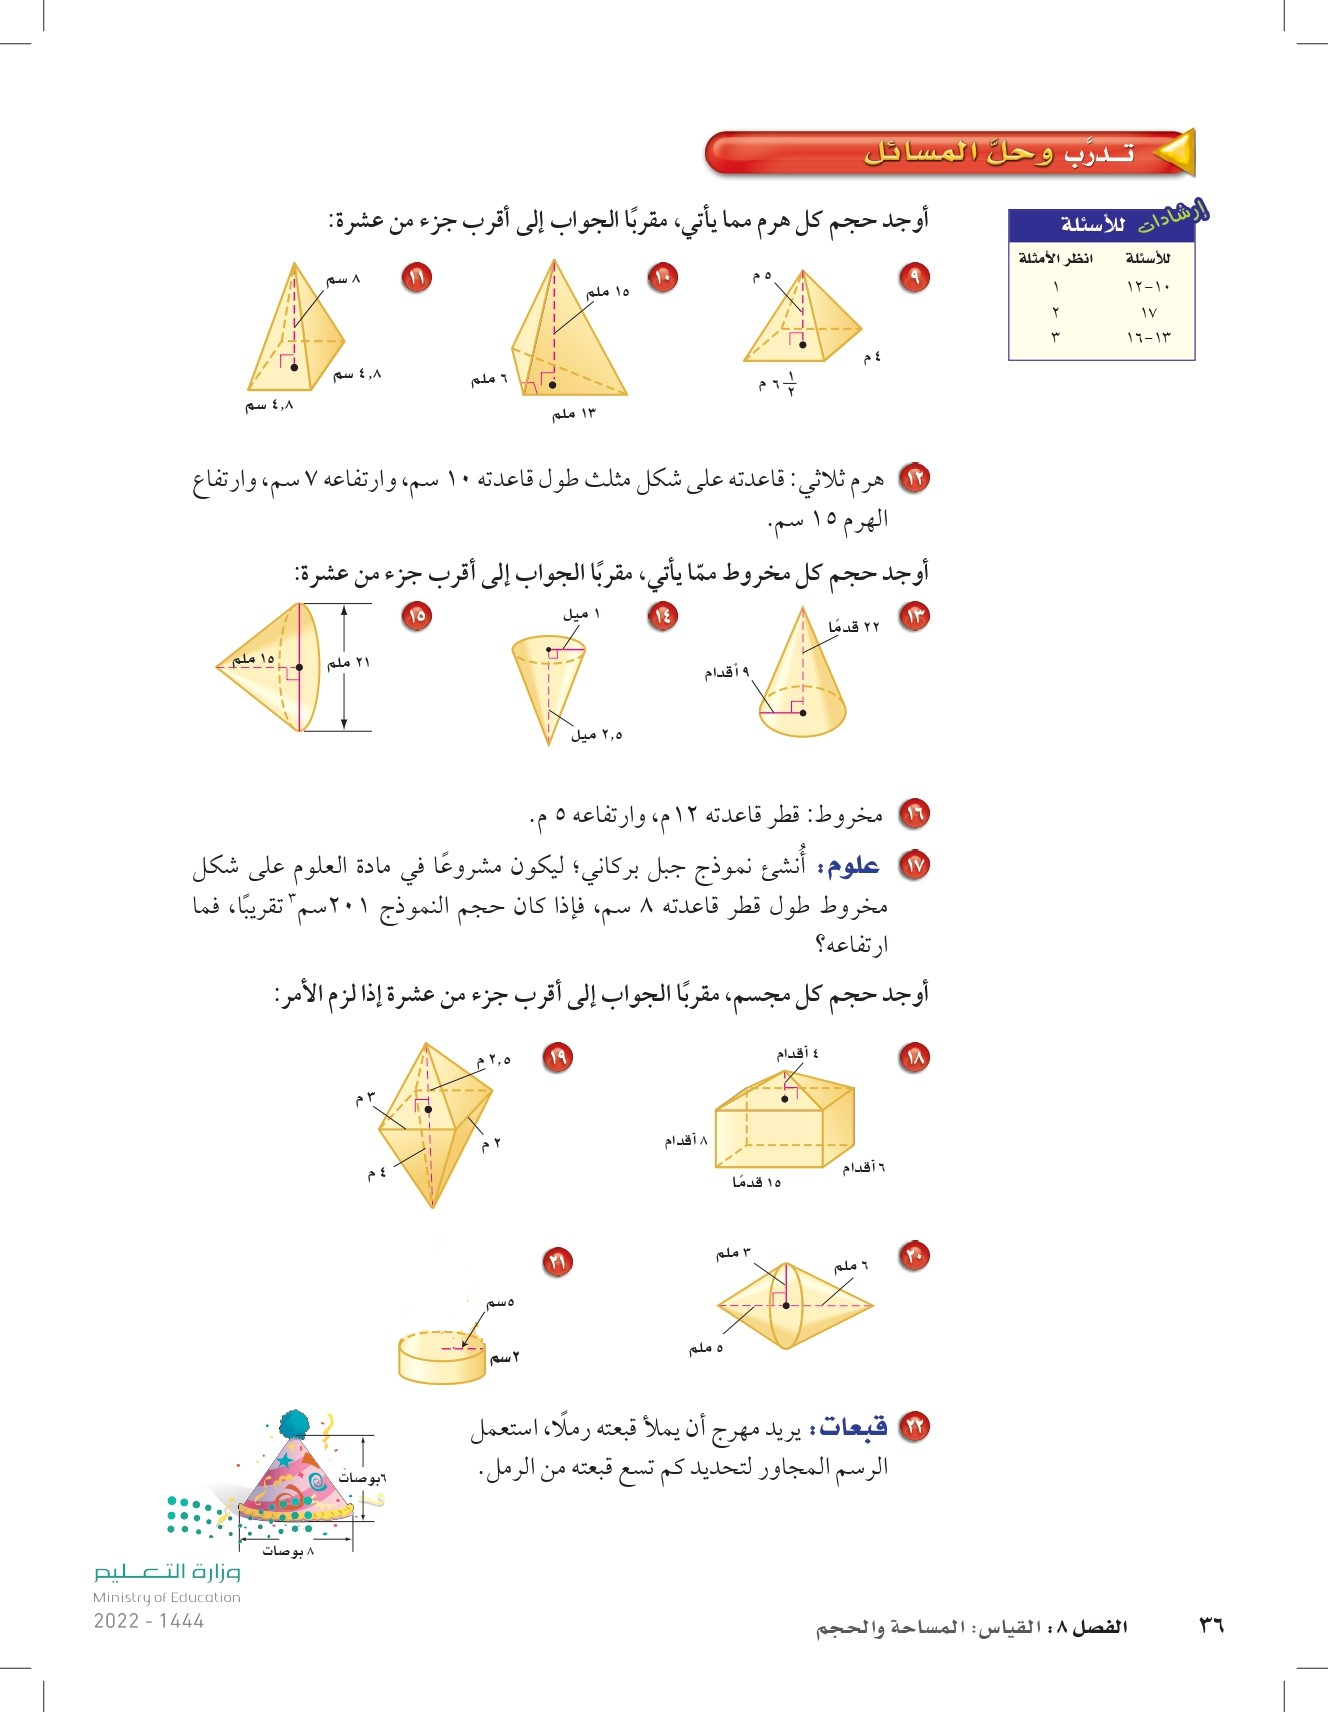 تـدرَّب وحلَّ المسائل
إرشادات للأسئلة
للأسئلة انظر الأمثلة
١٠-١٢ ١
١٧ ٢
١٣-١٦ ٣
أوجد حجم كل هرم مما يأتي، مقربًا الجواب إلى أقرب جزء من عشرة:
٩
٥ م
٤ م
٦ ١/٢ م
١٠
١٥ ملم
٦ ملم
١٣ ملم
١١
٨ سم
٤,٨ سم
٤,٨ سم
١٢ هرم ثلاثي: قاعدته على شكل مثلث طول قاعدته ١٠ سم، وارتفاعه ٧ سم، وارتفاع
الهرم ١٥ سم.
أوجد حجم كل مخروط ممّا يأتي، مقربًا الجواب إلى أقرب جزء من عشرة:
١٣
٢٢ قدمًا
٩ أقدام
١٤
١ ميل
٢,٥ ميل
١٥
١٥ ملم
٢١ ملم
١٦ مخروط: قطر قاعدته ١٢م، وارتفاعه ٥ م.
١٧ علوم: أُنشئ نموذج جبل بركاني؛ ليكون مشروعًا في مادة العلوم على شكل
مخروط طول قطر قاعدته ٨ سم، فإذا كان حجم النموذج ٢٠١سم٣ تقريبًا، فما
ارتفاعه؟
أوجد حجم كل مجسم، مقربًا الجواب إلى أقرب جزء من عشرة إذا لزم الأمر:
١٨
٤ أقدام
٨ أقدام
٦ أقدام
١٥ قدمًا
١٩
٢,٥ م
٣ م
٢ م
٤ م
٢٠
٣ ملم
٦ ملم
٥ ملم
٢١
٥سم
٢سم
٢٢ قبعات: يريد مهرج أن يملأ قبعته رملًا، استعمل
الرسم المجاور لتحديد كم تسع قبعته من الرمل.
٦بوصات
٨ بوصات
وزارة التعليم
Ministry of Education
2022 - 1444
٣٦ الفصل ٨: القياس: المساحة والحجم